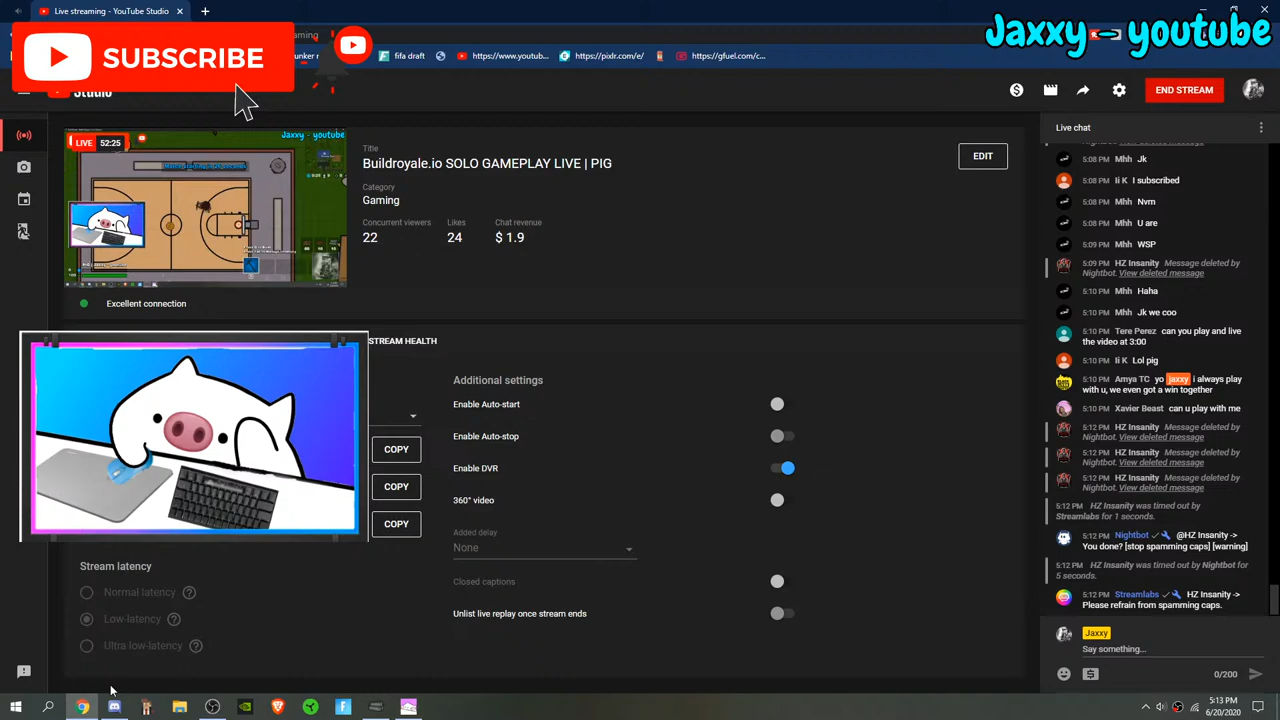 Live streaming - YouTube Studio
Jaxxy - youtube
SUBSCRIBE
fifa draft
https://www.youtub...
https://pixlr.com/e/
https://gfuel.com/c...
Studio
END STREAM
LIVE 52:25
Jaxxy - youtube
Title
Buildroyale.io SOLO GAMEPLAY LIVE | PIG
EDIT
Category
Gaming
Concurrent viewers
22
Likes
24
Chat revenue
$ 1.9
Excellent connection
STREAM HEALTH
COPY
COPY
COPY
Stream latency
Normal latency
Low-latency
Ultra low-latency
Additional settings
Enable Auto-start
Enable Auto-stop
Enable DVR
360° video
Added delay
None
Closed captions
Unlist live replay once stream ends
Live chat
5:08 PM Mhh Jk
5:08 PM Ii K I subscribed
5:08 PM Mhh Nvm
5:08 PM Mhh U are
5:09 PM Mhh WSP
5:09 PM HZ Insanity Message deleted by
Nightbot. View deleted message
5:10 PM Mhh Haha
5:10 PM Mhh Jk we coo
5:10 PM Tere Perez can you play and live
the video at 3:00
5:10 PM Ii K Lol pig
5:10 PM Amya TC yo jaxxy i always play
with u, we even got a win together
5:10 PM Xavier Beast can u play with me
5:12 PM HZ Insanity Message deleted by
Nightbot. View deleted message
5:12 PM HZ Insanity Message deleted by
Nightbot. View deleted message
5:12 PM HZ Insanity Message deleted by
Nightbot. View deleted message
5:12 PM HZ Insanity was timed out by
Streamlabs for 1 seconds.
5:12 PM Nightbot @HZ Insanity ->
You done? [stop spamming caps] [warning]
5:12 PM HZ Insanity was timed out by Nightbot for
5 seconds.
5:12 PM Streamlabs HZ Insanity ->
Please refrain from spamming caps.
Jaxxy
Say something...
0/200
5:13 PM
6/20/2020